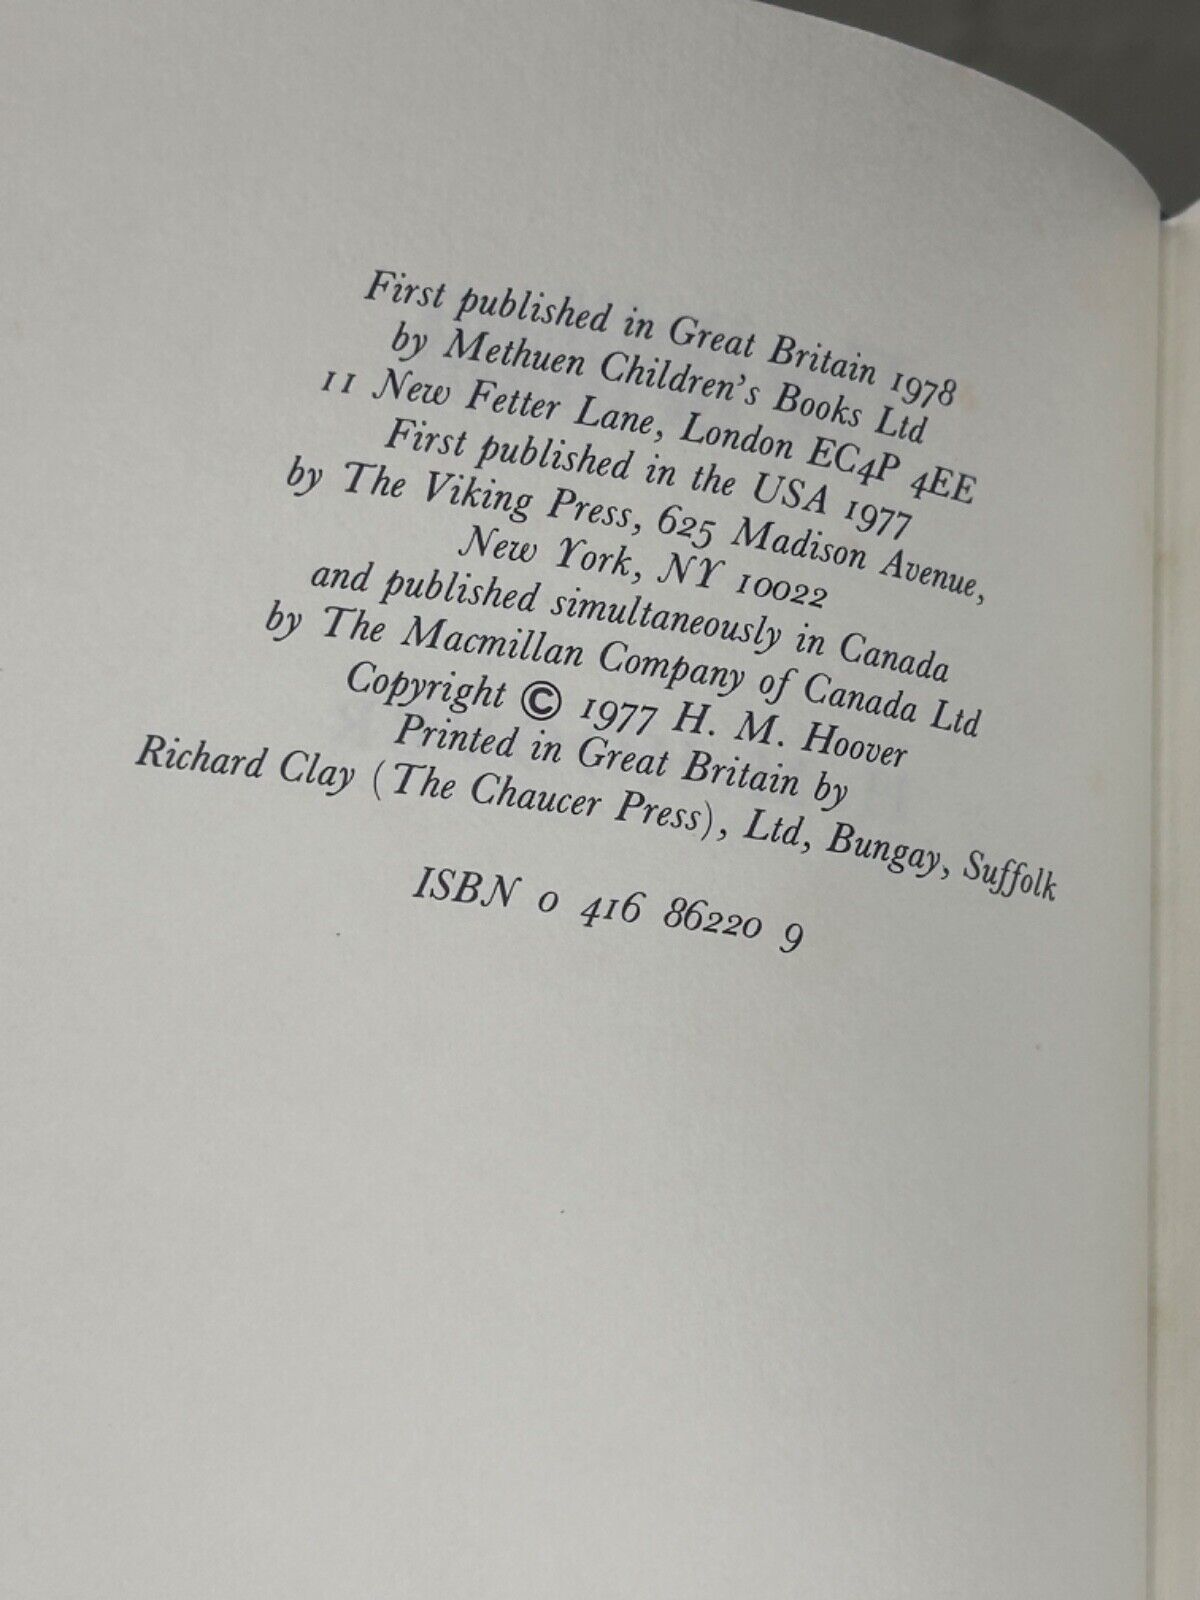 First published in Great Britain 1978
by Methuen Children's Books Ltd
11 New Fetter Lane, London EC4P 4EE
First published in the USA 1977
by The Viking Press, 625 Madison Avenue,
New York, NY 10022
and published simultaneously in Canada
by The Macmillan Company of Canada Ltd
Copyright © 1977 H. M. Hoover
Printed in Great Britain by
Richard Clay (The Chaucer Press), Ltd, Bungay, Suffolk
ISBN 0 416 86220 9